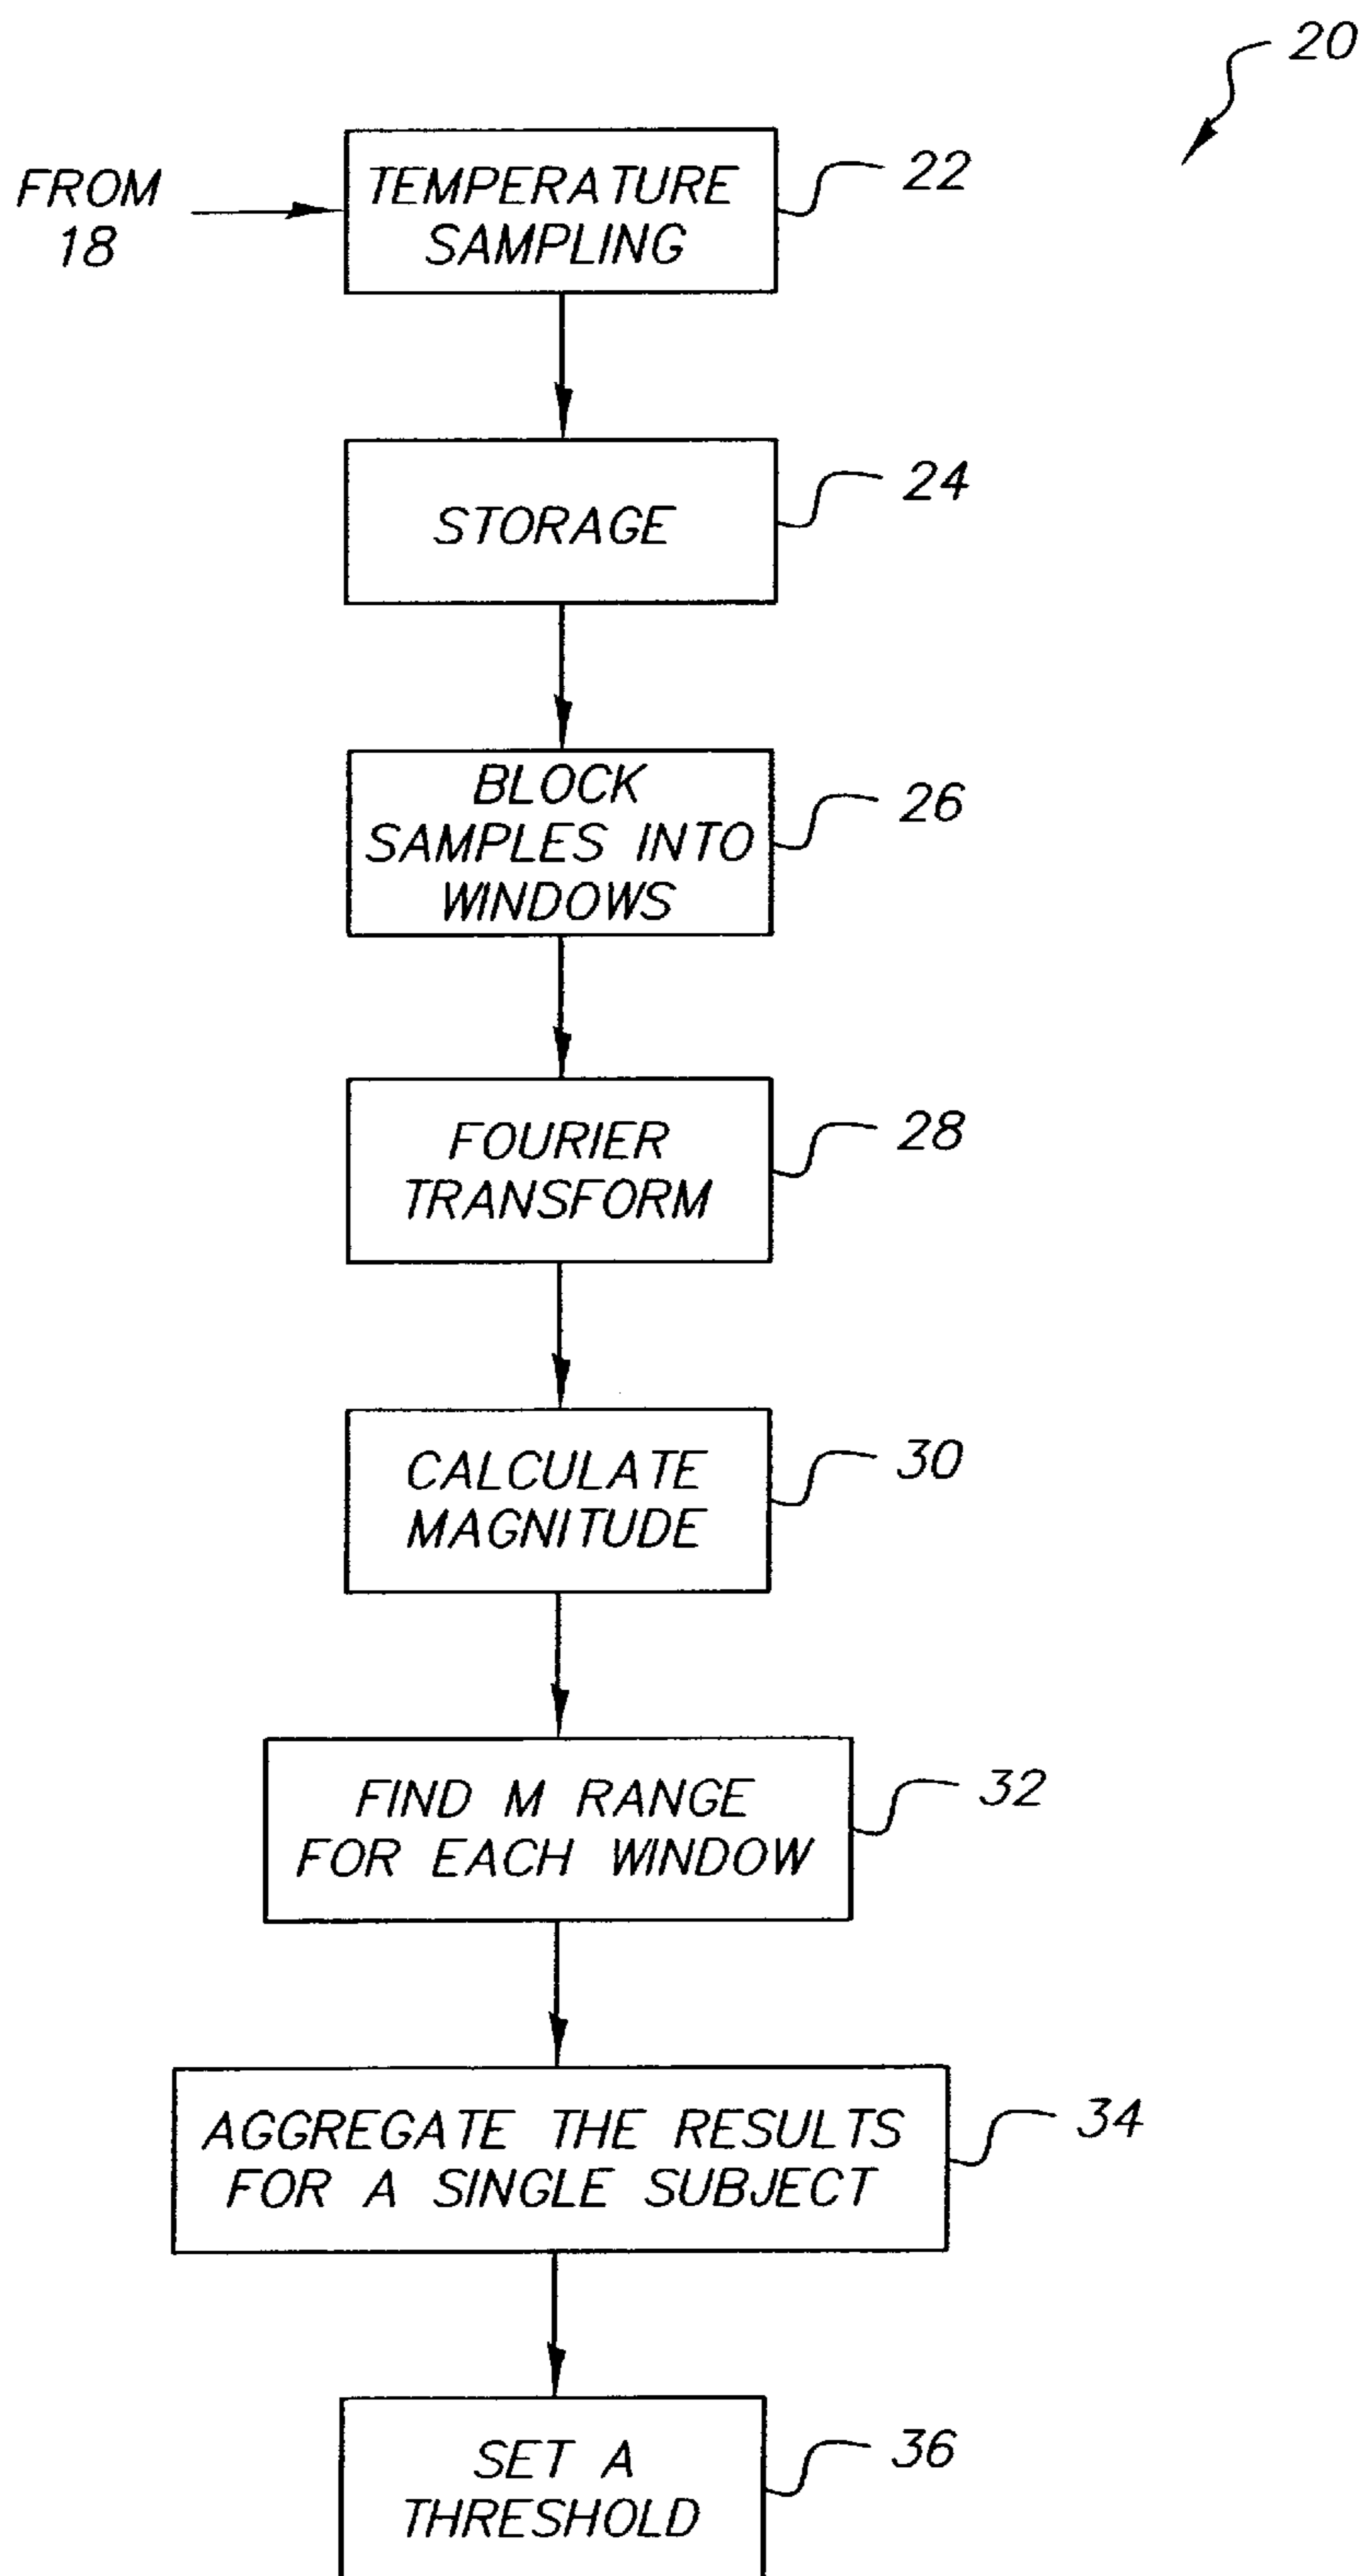 20
FROM
18
TEMPERATURE
SAMPLING
22
STORAGE
24
BLOCK
SAMPLES INTO
WINDOWS
26
FOURIER
TRANSFORM
28
CALCULATE
MAGNITUDE
30
FIND M RANGE
FOR EACH WINDOW
32
AGGREGATE THE RESULTS
FOR A SINGLE SUBJECT
34
SET A
THRESHOLD
36